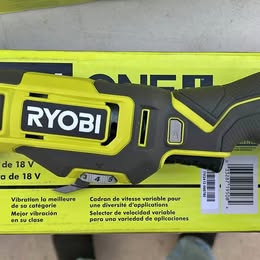 ONE
RYOBI
de 18 V
a de 18 V
Vibration la meilleure
de sa catégorie
Mejor vibración
en su clase
Cadran de vitesse variable pour
une diversité d'applications
Selector de velocidad variable
para una variedad de aplicaciones